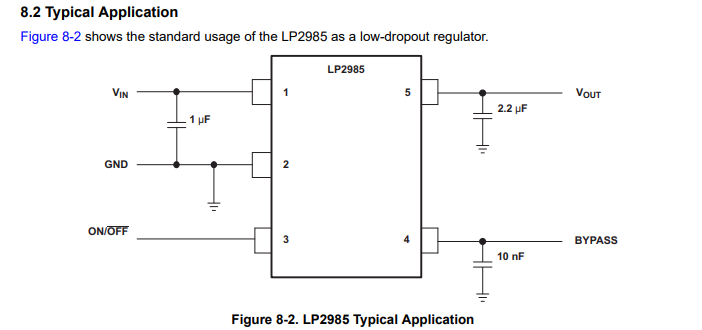 8.2 Typical Application
Figure 8-2 shows the standard usage of the LP2985 as a low-dropout regulator.
LP2985
VIN
1
5
VOUT
1 µF
2.2 µF
GND
2
ON/OFF
3
4
BYPASS
10 nF
Figure 8-2. LP2985 Typical Application